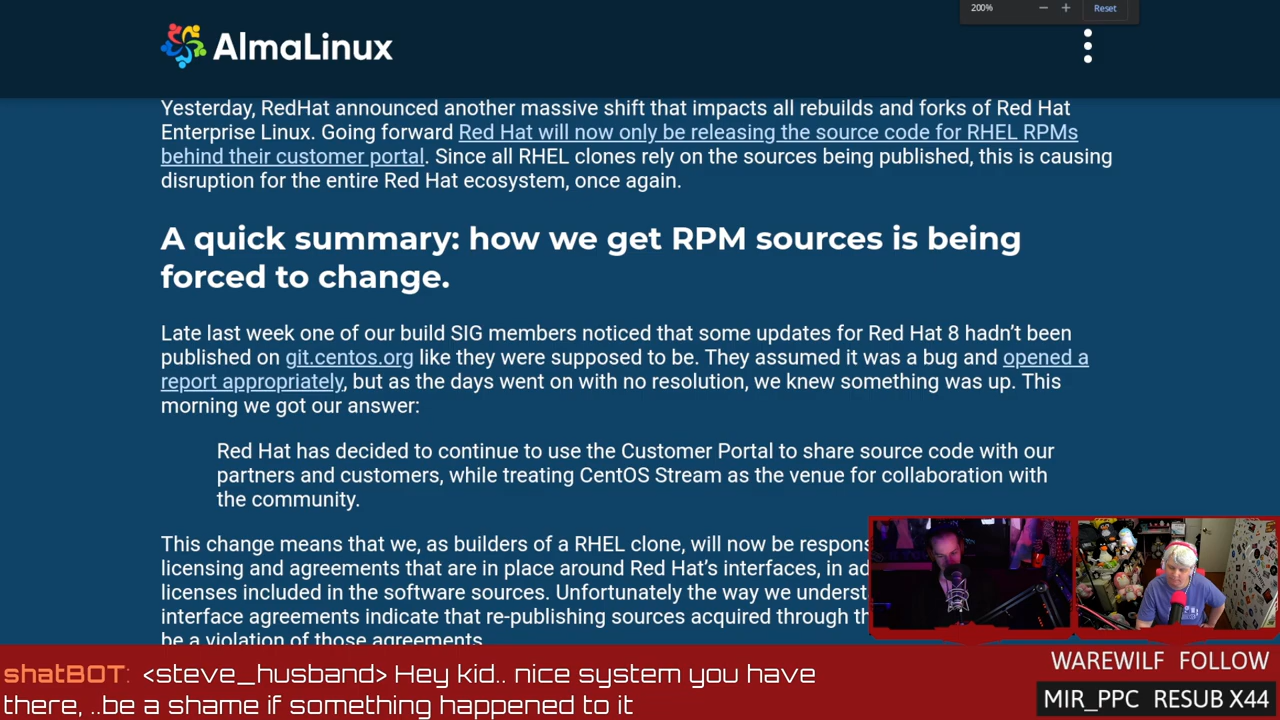 200%
Reset
AlmaLinux
Yesterday, RedHat announced another massive shift that impacts all rebuilds and forks of Red Hat
Enterprise Linux. Going forward Red Hat will now only be releasing the source code for RHEL RPMs
behind their customer portal. Since all RHEL clones rely on the sources being published, this is causing
disruption for the entire Red Hat ecosystem, once again.
A quick summary: how we get RPM sources is being
forced to change.
Late last week one of our build SIG members noticed that some updates for Red Hat 8 hadn’t been
published on git.centos.org like they were supposed to be. They assumed it was a bug and opened a
report appropriately, but as the days went on with no resolution, we knew something was up. This
morning we got our answer:
Red Hat has decided to continue to use the Customer Portal to share source code with our
partners and customers, while treating CentOS Stream as the venue for collaboration with
the community.
This change means that we, as builders of a RHEL clone, will now be respons
licensing and agreements that are in place around Red Hat’s interfaces, in ad
licenses included in the software sources. Unfortunately the way we underst
interface agreements indicate that re-publishing sources acquired through th
be a violation of those agreements.
shatBOT: <steve_husband> Hey kid.. nice system you have
there, ..be a shame if something happened to it
WAREWILF FOLLOW
MIR_PPC RESUB X44